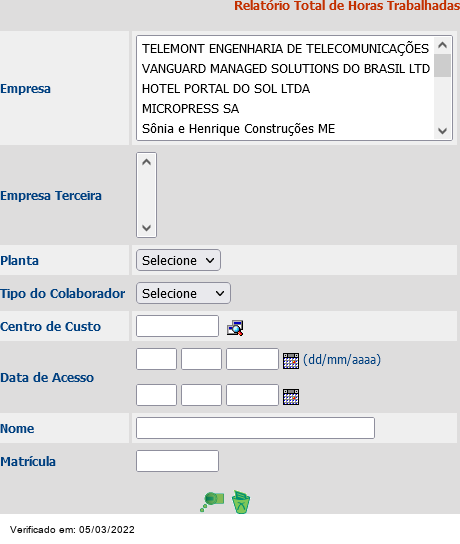 Relatório Total de Horas Trabalhadas
Empresa
TELEMONT ENGENHARIA DE TELECOMUNICAÇÕES
VANGUARD MANAGED SOLUTIONS DO BRASIL LTD
HOTEL PORTAL DO SOL LTDA
MICROPRESS SA
Sônia e Henrique Construções ME
Empresa Terceira
Planta Selecione
Tipo do Colaborador Selecione
Centro de Custo
Data de Acesso
(dd/mm/aaaa)
Nome
Matrícula
Verificado em: 05/03/2022